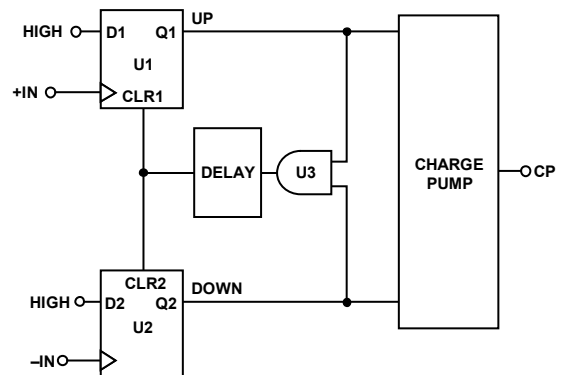 UP
HIGH
D1
Q1
U1
+IN
CLR1
DELAY
U3
CHARGE
PUMP
CP
CLR2
DOWN
HIGH
D2
Q2
U2
–IN